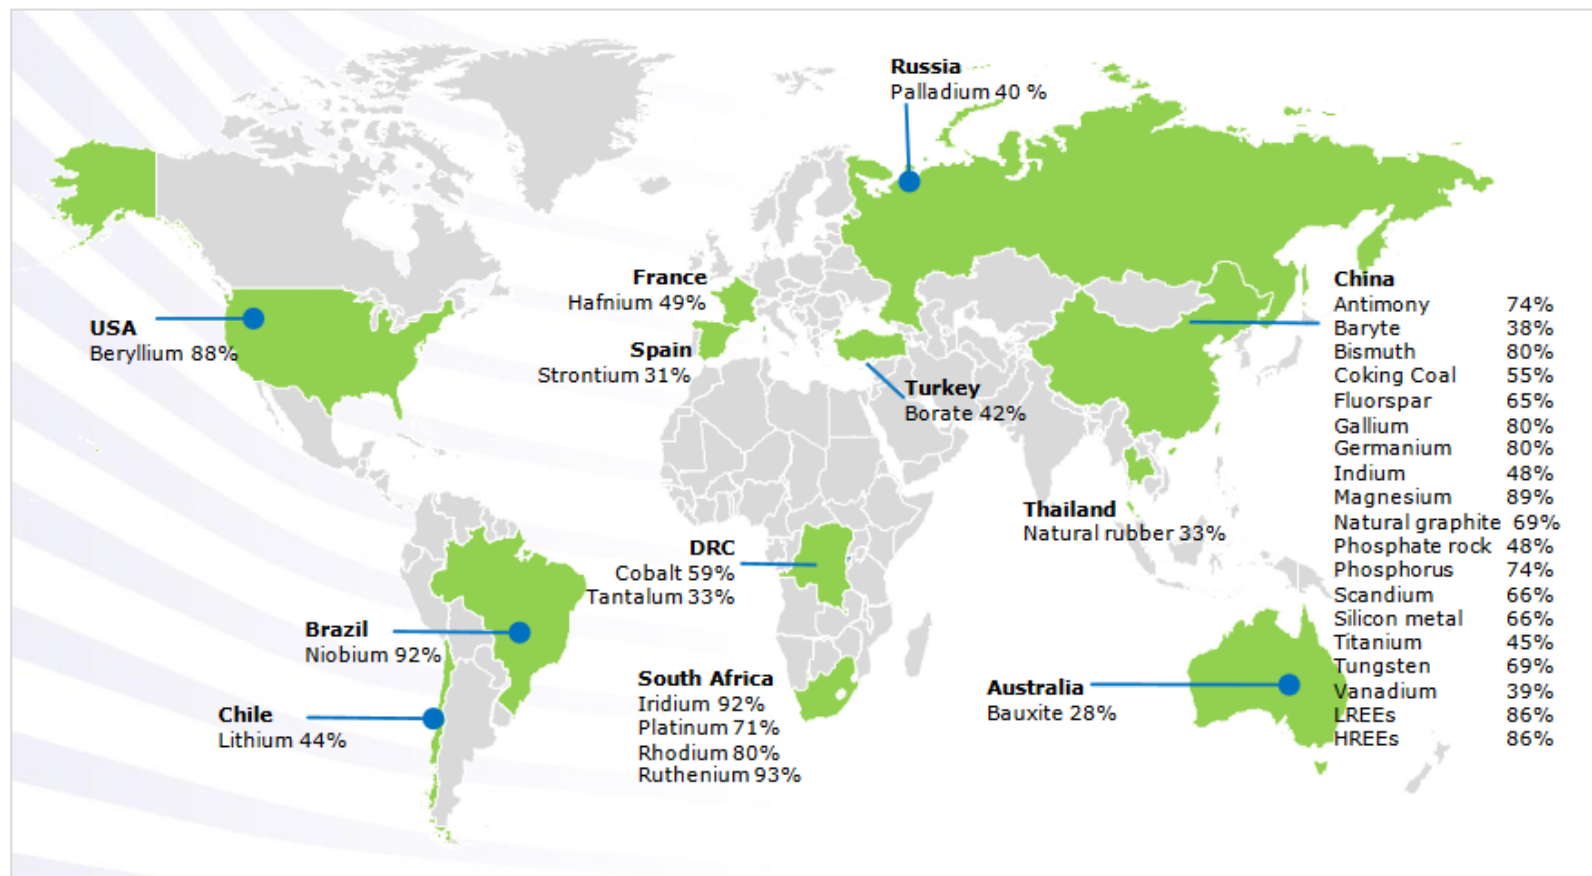 Russia
Palladium 40 %
France
Hafnium 49%
USA
Beryllium 88%
Spain
Strontium 31%
Turkey
Borate 42%
China
Antimony 74%
Baryte 38%
Bismuth 80%
Coking Coal 55%
Fluorspar 65%
Gallium 80%
Germanium 80%
Indium 48%
Magnesium 89%
Natural graphite 69%
Phosphate rock 48%
Phosphorus 74%
Scandium 66%
Silicon metal 66%
Titanium 45%
Tungsten 69%
Vanadium 39%
LREEs 86%
HREEs 86%
Thailand
Natural rubber 33%
DRC
Cobalt 59%
Tantalum 33%
Brazil
Niobium 92%
South Africa
Iridium 92%
Platinum 71%
Rhodium 80%
Ruthenium 93%
Australia
Bauxite 28%
Chile
Lithium 44%